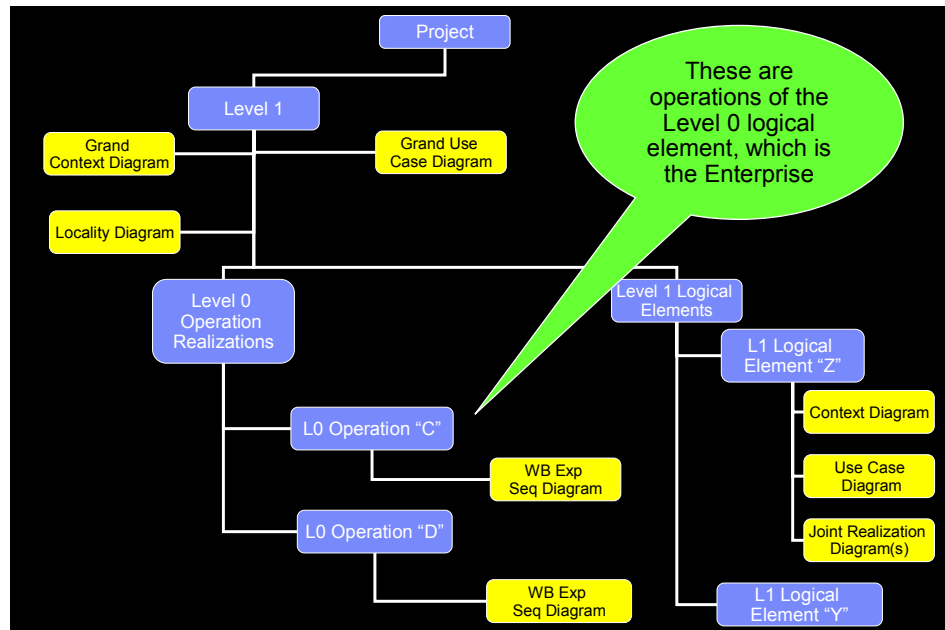 Project
These are
operations of the
Level 0 logical
element, which is
the Enterprise
Level 1
Grand
Context Diagram
Grand Use
Case Diagram
Locality Diagram
Level 0
Operation
Realizations
Level 1 Logical
Elements
L1 Logical
Element “Z”
Context Diagram
L0 Operation “C”
WB Exp
Seq Diagram
Use Case
Diagram
L0 Operation “D”
Joint Realization
Diagram(s)
WB Exp
Seq Diagram
L1 Logical
Element “Y”